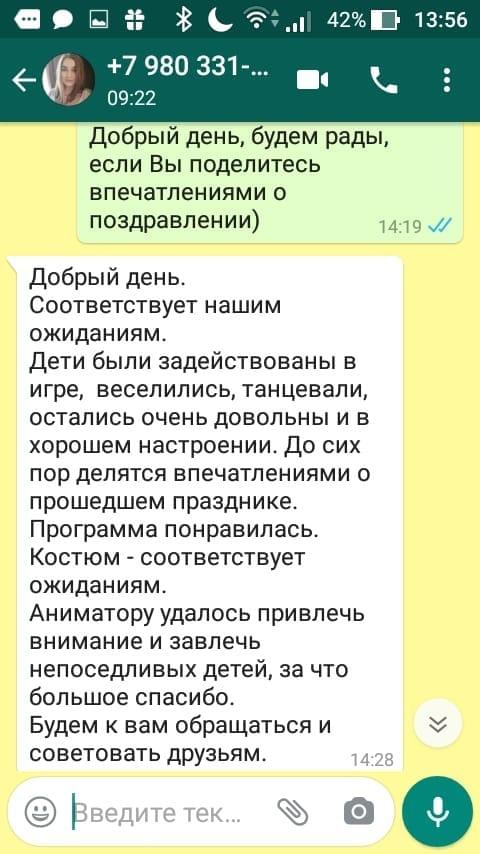 42% 13:56
+7 980 331-...
09:22
Добрый день, будем рады,
если Вы поделитесь
впечатлениями о
поздравлении)
14:19
Добрый день.
Соответствует нашим
ожиданиям.
Дети были задействованы в
игре,  веселились, танцевали,
остались очень довольны и в
хорошем настроении. До сих
пор делятся впечатлениями о
прошедшем празднике.
Программа понравилась.
Костюм - соответствует
ожиданиям.
Аниматору удалось привлечь
внимание и завлечь
непоседливых детей, за что
большое спасибо.
Будем к вам обращаться и
советовать друзьям.
14:28
Введите тек...